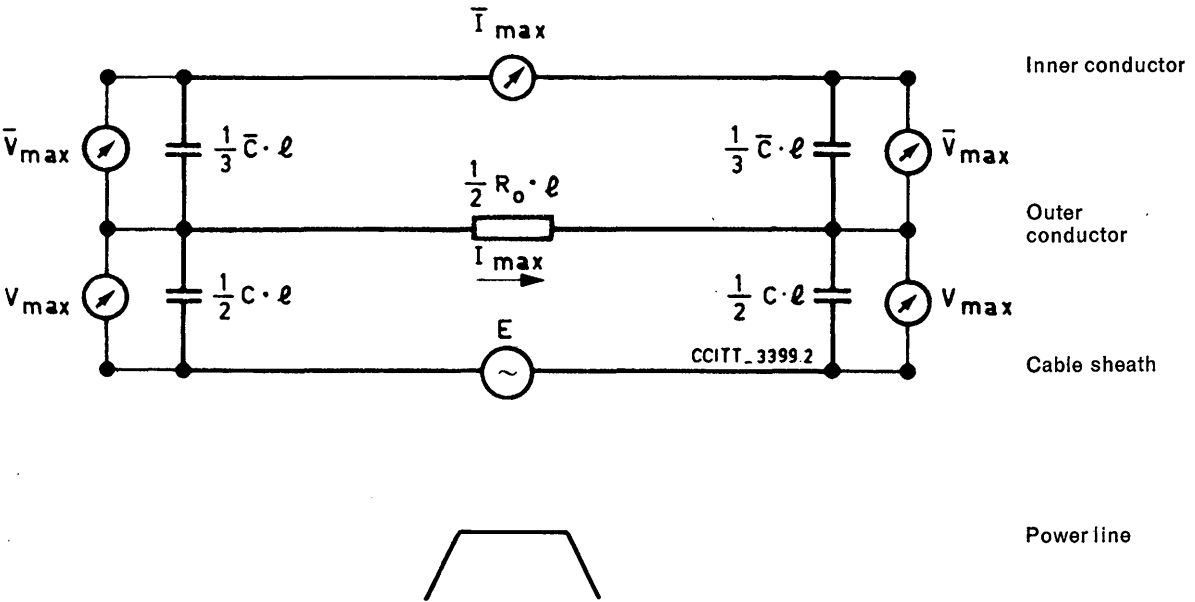 Ī max
Inner conductor
V̄max
1/3 C̄·ℓ
1/3 C̄·ℓ
V̄max
1/2 Ro·ℓ
Outer
conductor
I max
Vmax
1/2 C·ℓ
1/2 C·ℓ
Vmax
E
~
CCITT_3399.2
Cable sheath
Power line